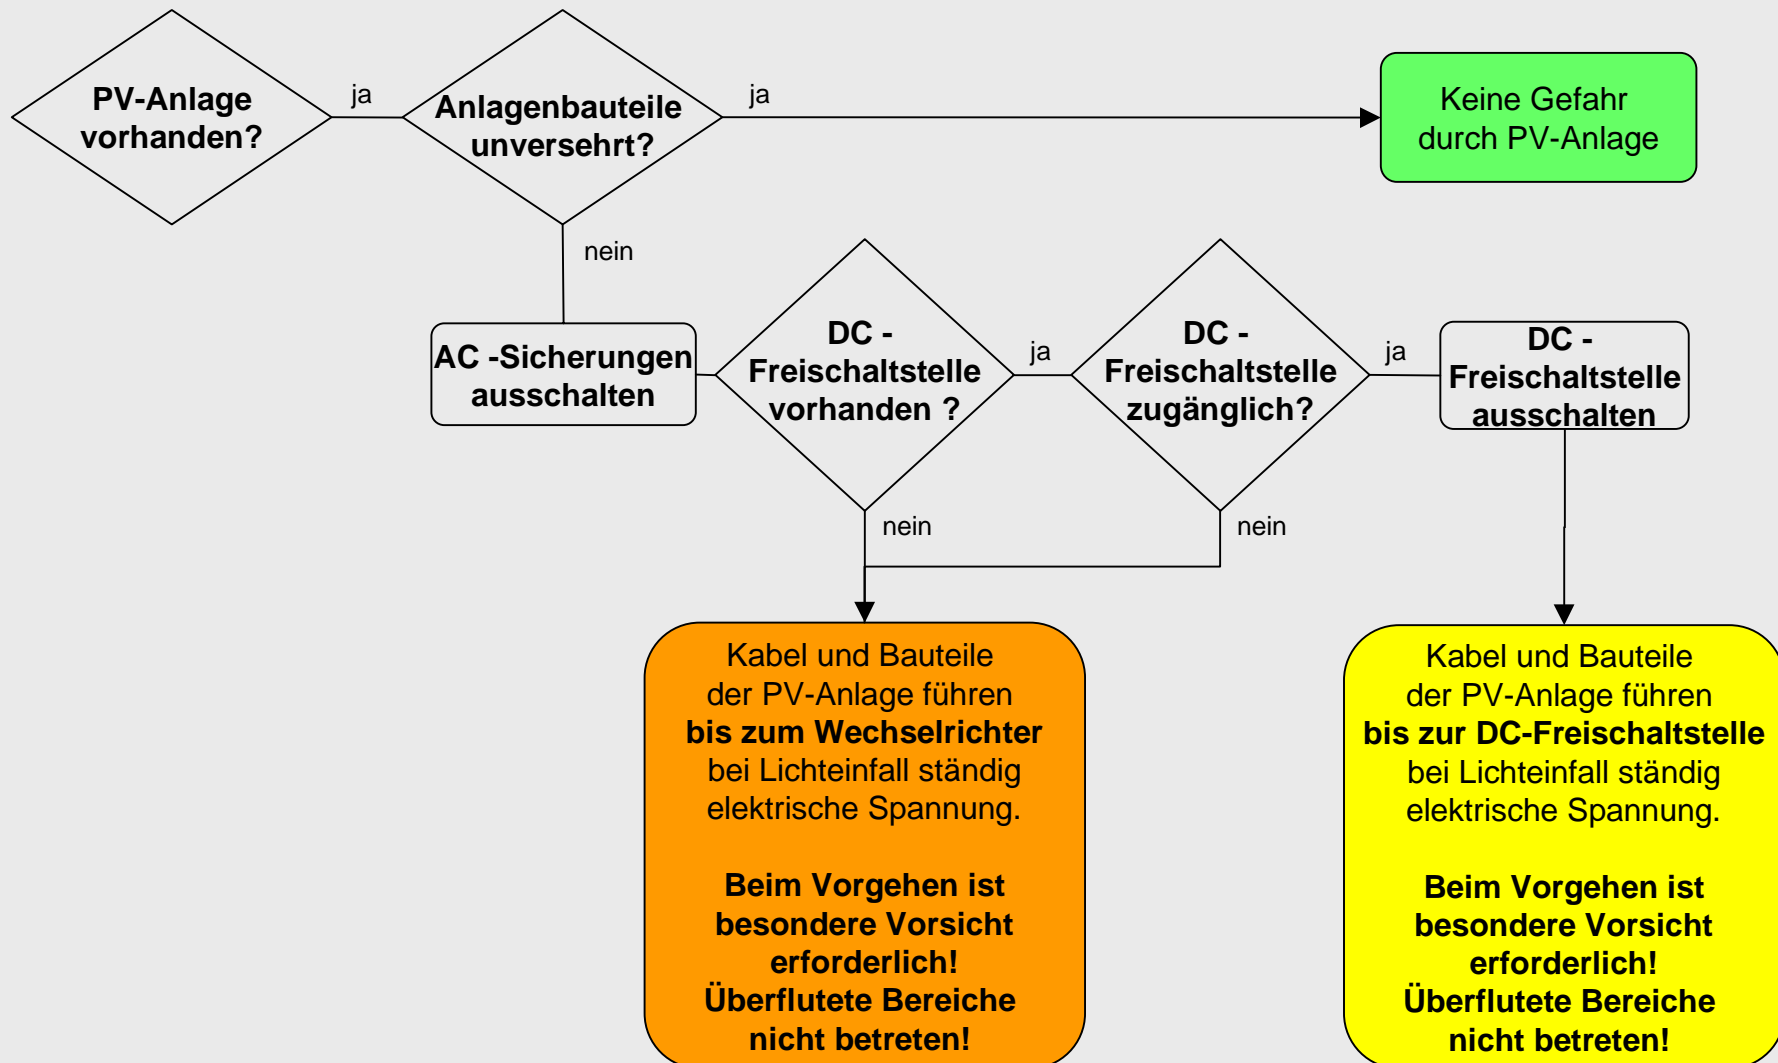 PV-Anlage
vorhanden?
ja
Anlagenbauteile
unversehrt?
ja
Keine Gefahr
durch PV-Anlage
nein
AC -Sicherungen
ausschalten
DC -
Freischaltstelle
vorhanden ?
ja
DC -
Freischaltstelle
zugänglich?
ja
DC -
Freischaltstelle
ausschalten
nein
nein
Kabel und Bauteile
der PV-Anlage führen
bis zum Wechselrichter
bei Lichteinfall ständig
elektrische Spannung.
Beim Vorgehen ist
besondere Vorsicht
erforderlich!
Überflutete Bereiche
nicht betreten!
Kabel und Bauteile
der PV-Anlage führen
bis zur DC-Freischaltstelle
bei Lichteinfall ständig
elektrische Spannung.
Beim Vorgehen ist
besondere Vorsicht
erforderlich!
Überflutete Bereiche
nicht betreten!